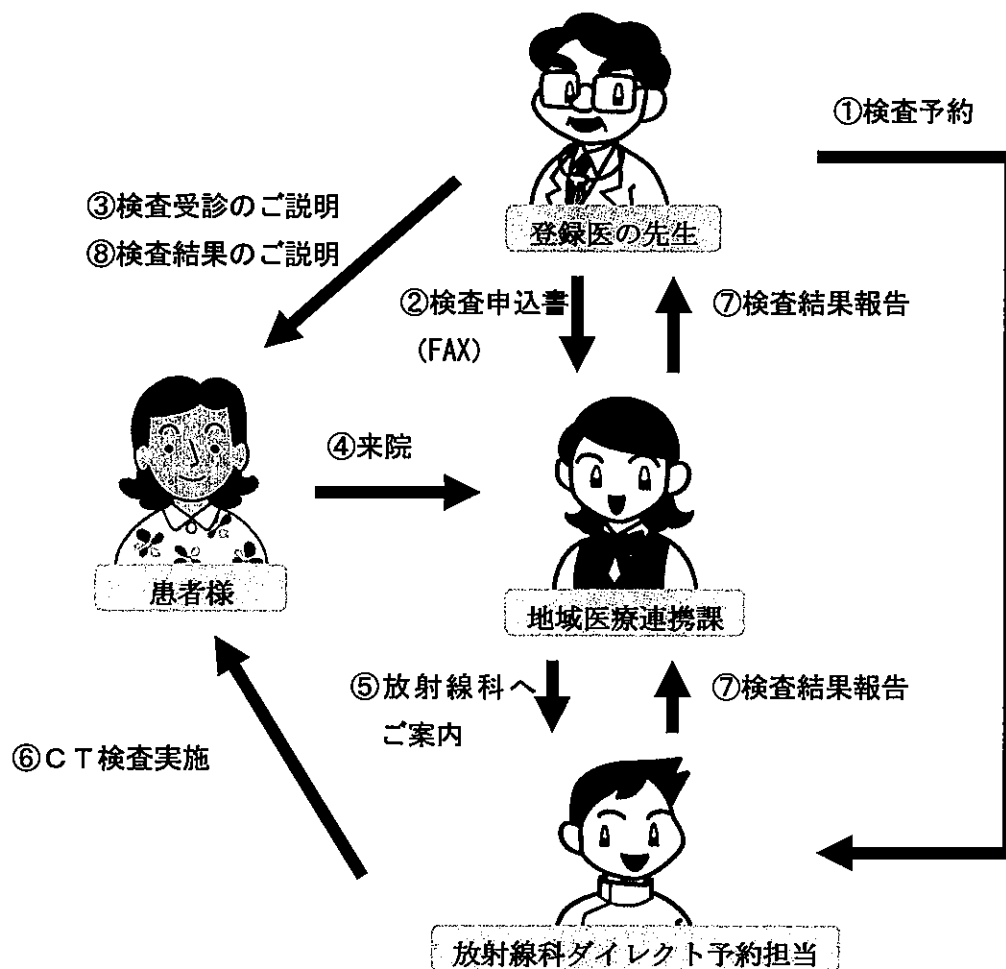 ①検査予約
③検査受診のご説明
⑧検査結果のご説明
登録医の先生
②検査申込書
(FAX)
⑦検査結果報告
④来院
患者様
地域医療連携課
⑤放射線科へ
ご案内
⑦検査結果報告
⑥ＣＴ検査実施
放射線科ダイレクト予約担当